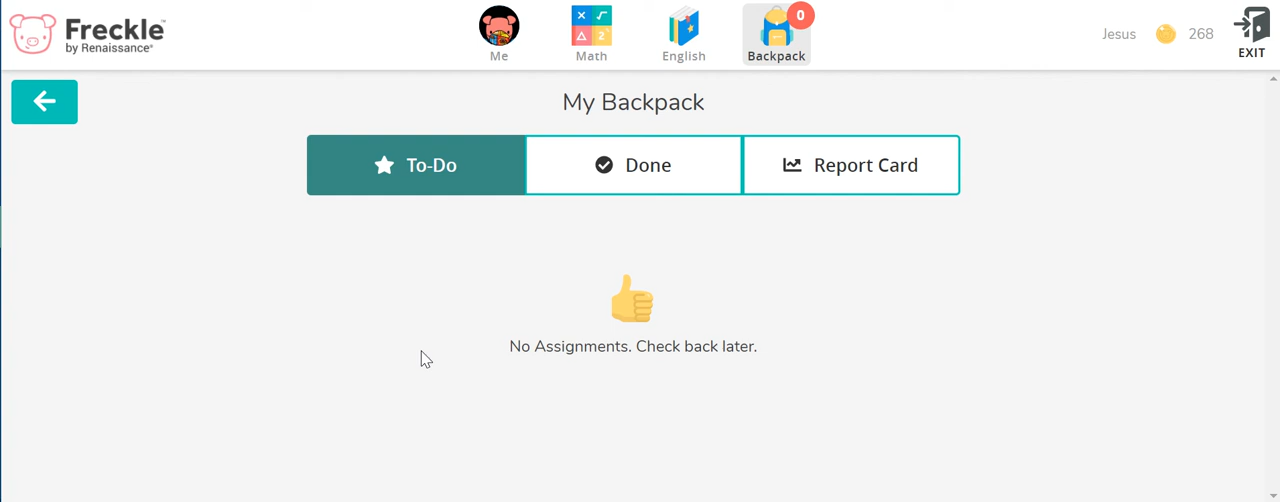 Freckle
by Renaissance®
Me
Math
English
0
Backpack
Jesus
268
EXIT
My Backpack
To-Do
Done
Report Card
No Assignments. Check back later.